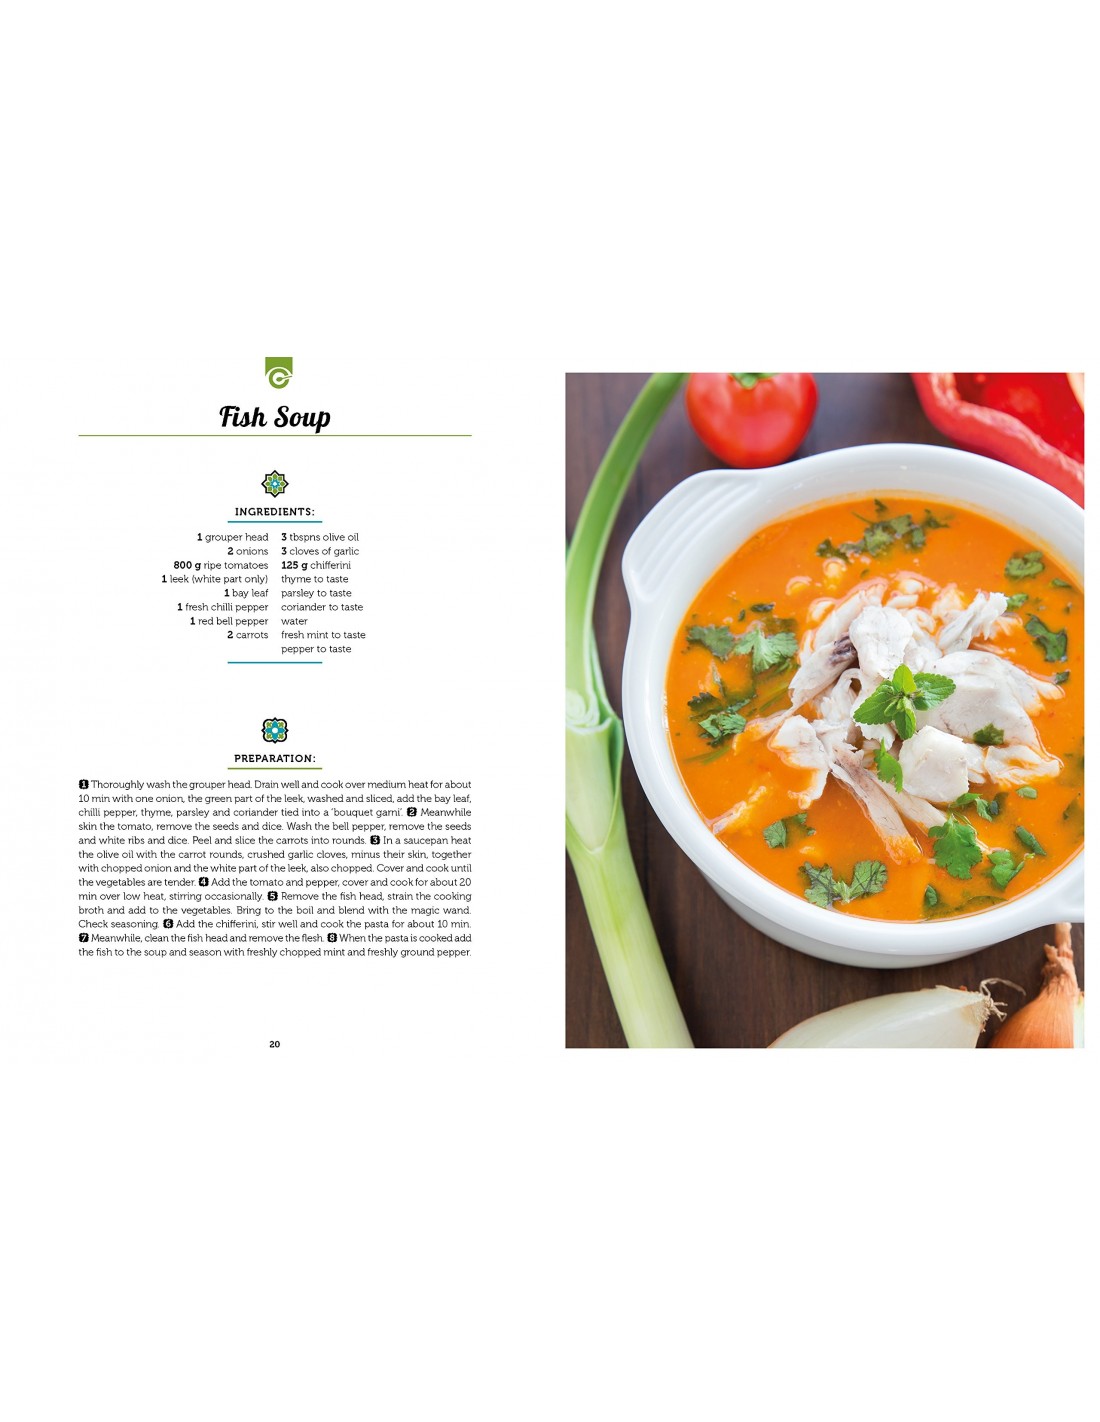 Fish Soup
INGREDIENTS:
1 grouper head
2 onions
800 g ripe tomatoes
1 leek (white part only)
1 bay leaf
1 fresh chilli pepper
1 red bell pepper
2 carrots
3 tbspns olive oil
3 cloves of garlic
125 g chifferini
thyme to taste
parsley to taste
coriander to taste
water
fresh mint to taste
pepper to taste
PREPARATION:
1 Thoroughly wash the grouper head. Drain well and cook over medium heat for about
10 min with one onion, the green part of the leek, washed and sliced, add the bay leaf,
chilli pepper, thyme, parsley and coriander tied into a ‘bouquet garni’. 2 Meanwhile
skin the tomato, remove the seeds and dice. Wash the bell pepper, remove the seeds
and white ribs and dice. Peel and slice the carrots into rounds. 3 In a saucepan heat
the olive oil with the carrot rounds, crushed garlic cloves, minus their skin, together
with chopped onion and the white part of the leek, also chopped. Cover and cook until
the vegetables are tender. 4 Add the tomato and pepper, cover and cook for about 20
min over low heat, stirring occasionally. 5 Remove the fish head, strain the cooking
broth and add to the vegetables. Bring to the boil and blend with the magic wand.
Check seasoning. 6 Add the chifferini, stir well and cook the pasta for about 10 min.
7 Meanwhile, clean the fish head and remove the flesh. 8 When the pasta is cooked add
the fish to the soup and season with freshly chopped mint and freshly ground pepper.
20